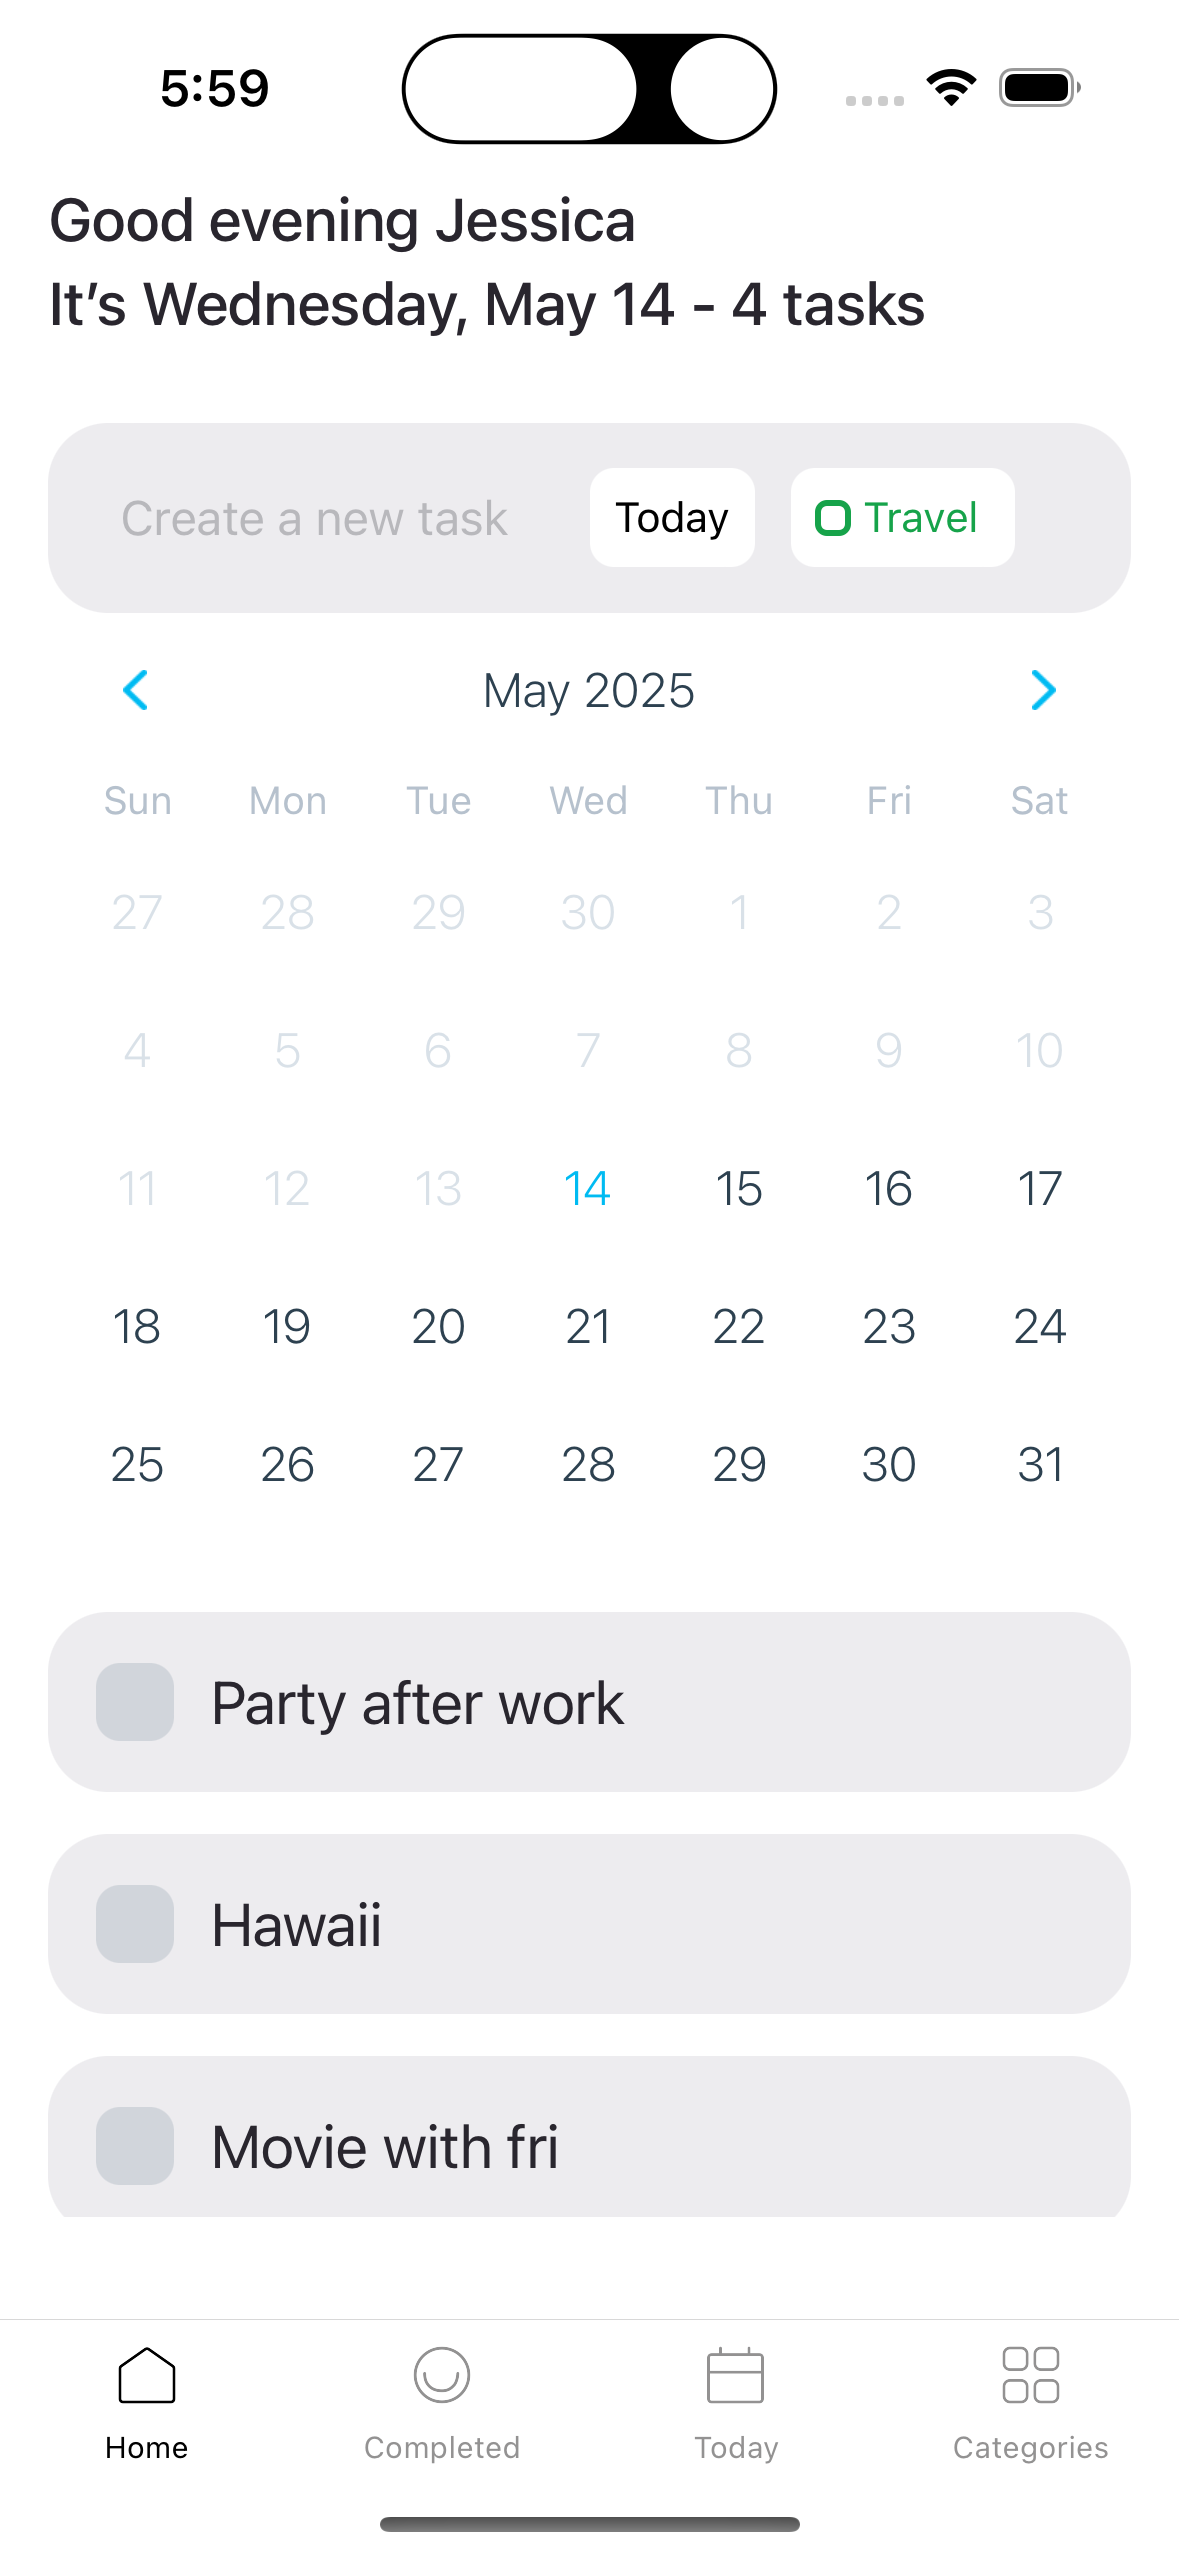 5:59
Good evening Jessica
It’s Wednesday, May 14 - 4 tasks
Create a new task Today Travel
May 2025
Sun Mon Tue Wed Thu Fri Sat
27 28 29 30 1 2 3
4 5 6 7 8 9 10
11 12 13 14 15 16 17
18 19 20 21 22 23 24
25 26 27 28 29 30 31
Party after work
Hawaii
Movie with fri
Home Completed Today Categories